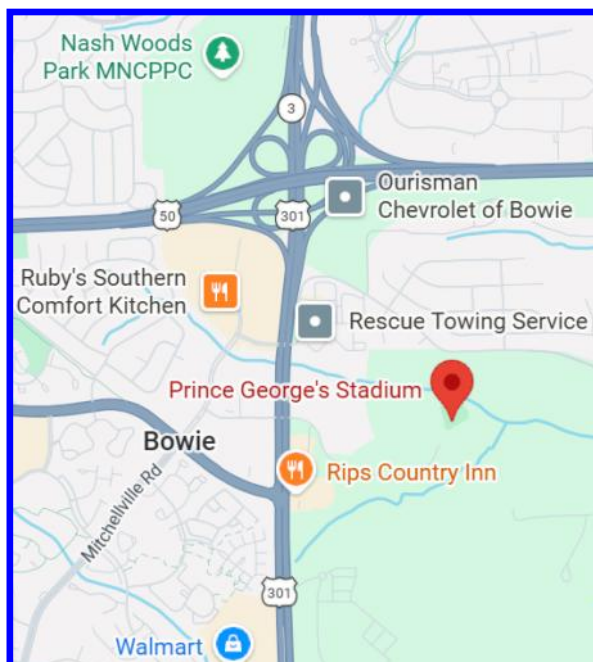 Nash Woods
Park MNCPPC
3
Ourisman
Chevrolet of Bowie
50
301
Ruby's Southern
Comfort Kitchen
Rescue Towing Service
Prince George's Stadium
Bowie
Rips Country Inn
Mitchellville Rd
301
Walmart